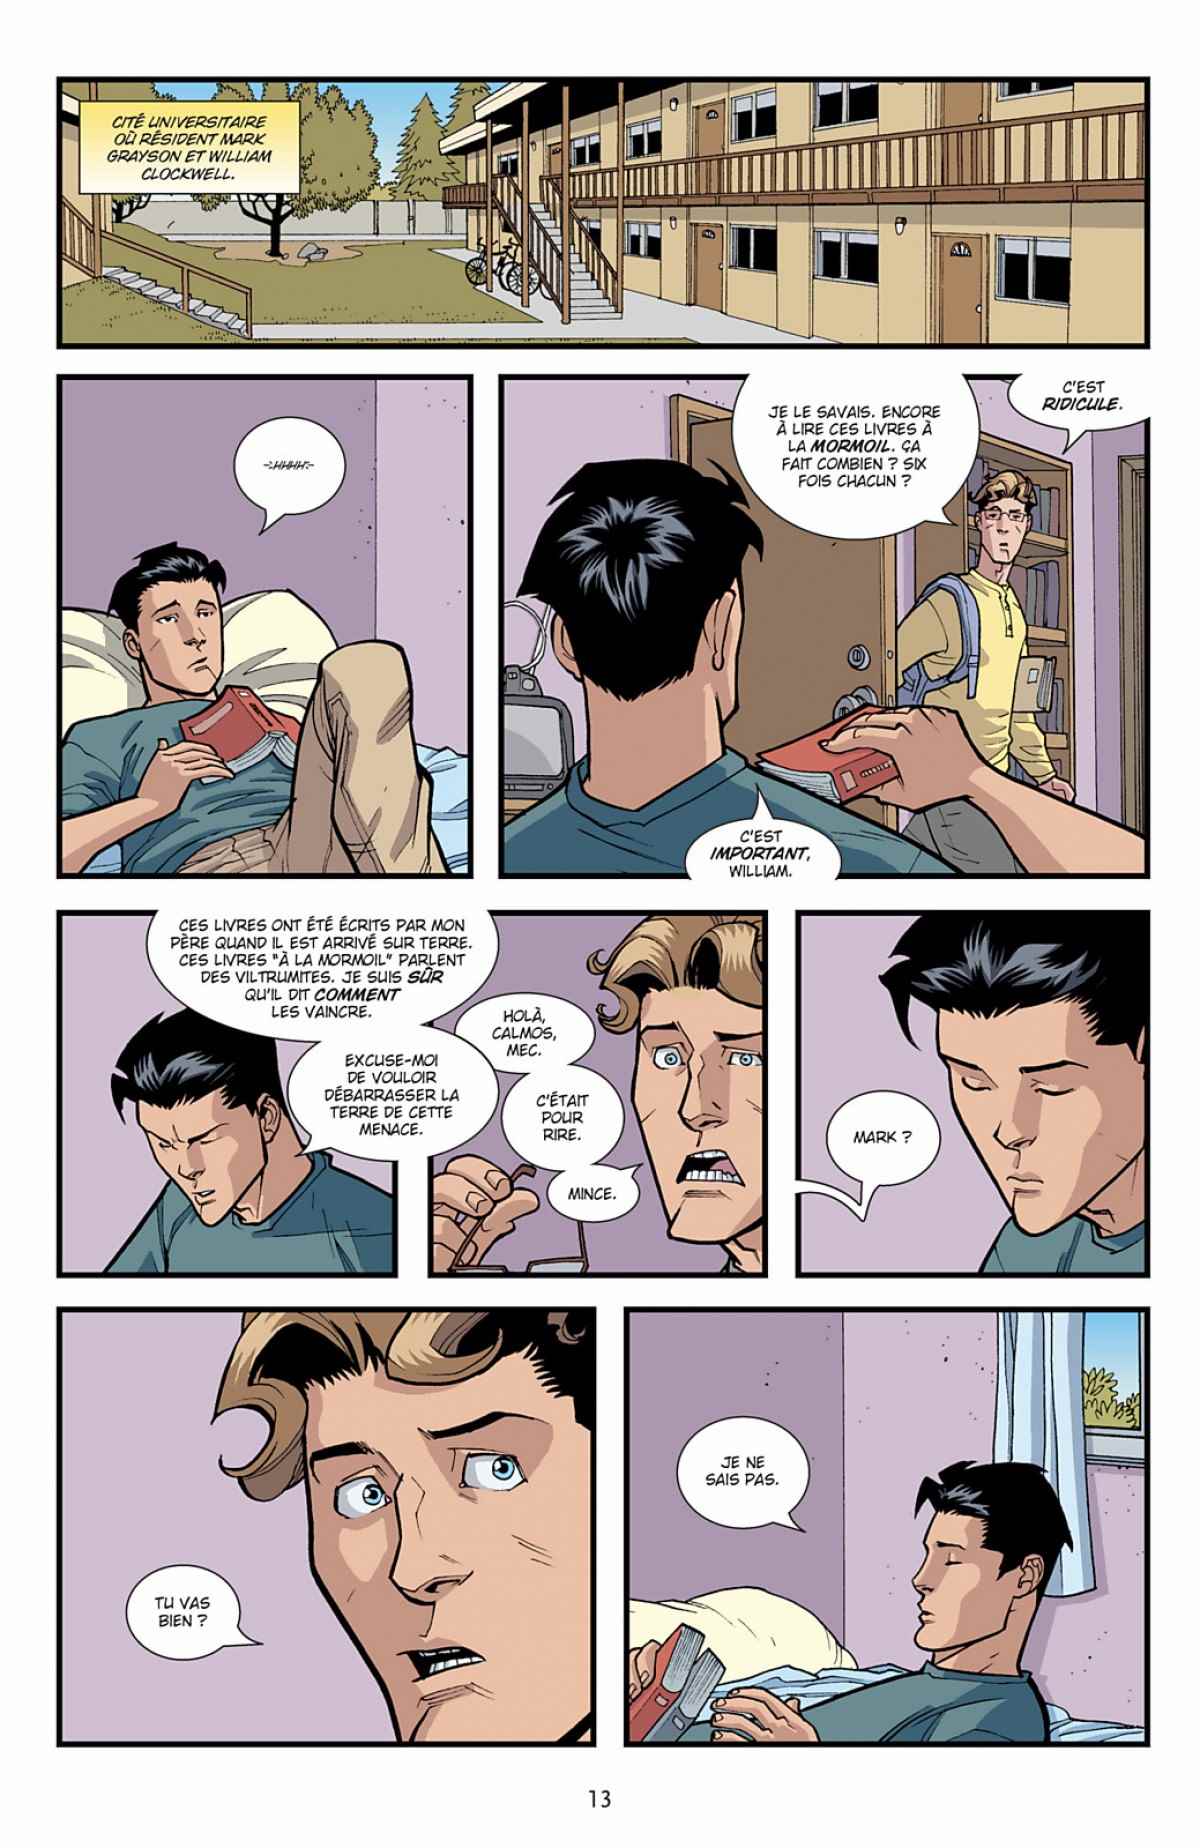 CITÉ UNIVERSITAIRE
OÙ RÉSIDENT MARK
GRAYSON ET WILLIAM
CLOCKWELL.
-:HHHH:-
JE LE SAVAIS. ENCORE
À LIRE CES LIVRES À
LA MORMOIL. ÇA
FAIT COMBIEN ? SIX
FOIS CHACUN ?
C'EST
RIDICULE.
C'EST
IMPORTANT,
WILLIAM.
CES LIVRES ONT ÉTÉ ÉCRITS PAR MON
PÈRE QUAND IL EST ARRIVÉ SUR TERRE.
CES LIVRES "À LA MORMOIL" PARLENT
DES VILTRUMITES. JE SUIS SÛR
QU'IL DIT COMMENT
LES VAINCRE.
EXCUSE-MOI
DE VOULOIR
DÉBARRASSER LA
TERRE DE CETTE
MENACE.
HOLÀ,
CALMOS,
MEC.
C'ÉTAIT
POUR
RIRE.
MINCE.
MARK ?
TU VAS
BIEN ?
JE NE
SAIS PAS.
13